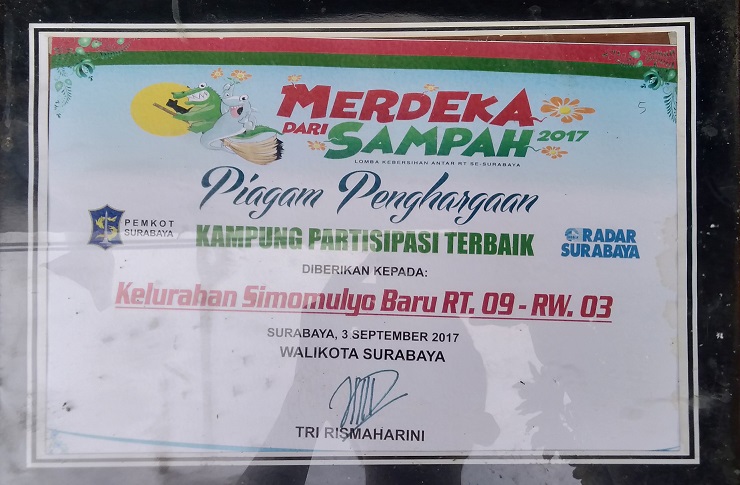 MERDEKA
DARI SAMPAH 2017
LOMBA KEBERSIHAN ANTAR RT SE-SURABAYA
5
Piagam Penghargaan
PEMKOT
SURABAYA
KAMPUNG PARTISIPASI TERBAIK
RADAR
SURABAYA
DIBERIKAN KEPADA:
Kelurahan Simomulyo Baru RT. 09 - RW. 03
SURABAYA, 3 SEPTEMBER 2017
WALIKOTA SURABAYA
TRI RISMAHARINI